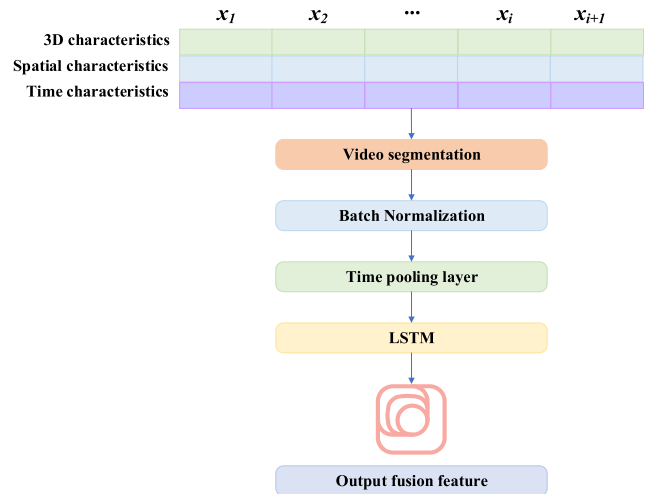 x1 x2 ... xi xi+1
3D characteristics
Spatial characteristics
Time characteristics
Video segmentation
Batch Normalization
Time pooling layer
LSTM
Output fusion feature